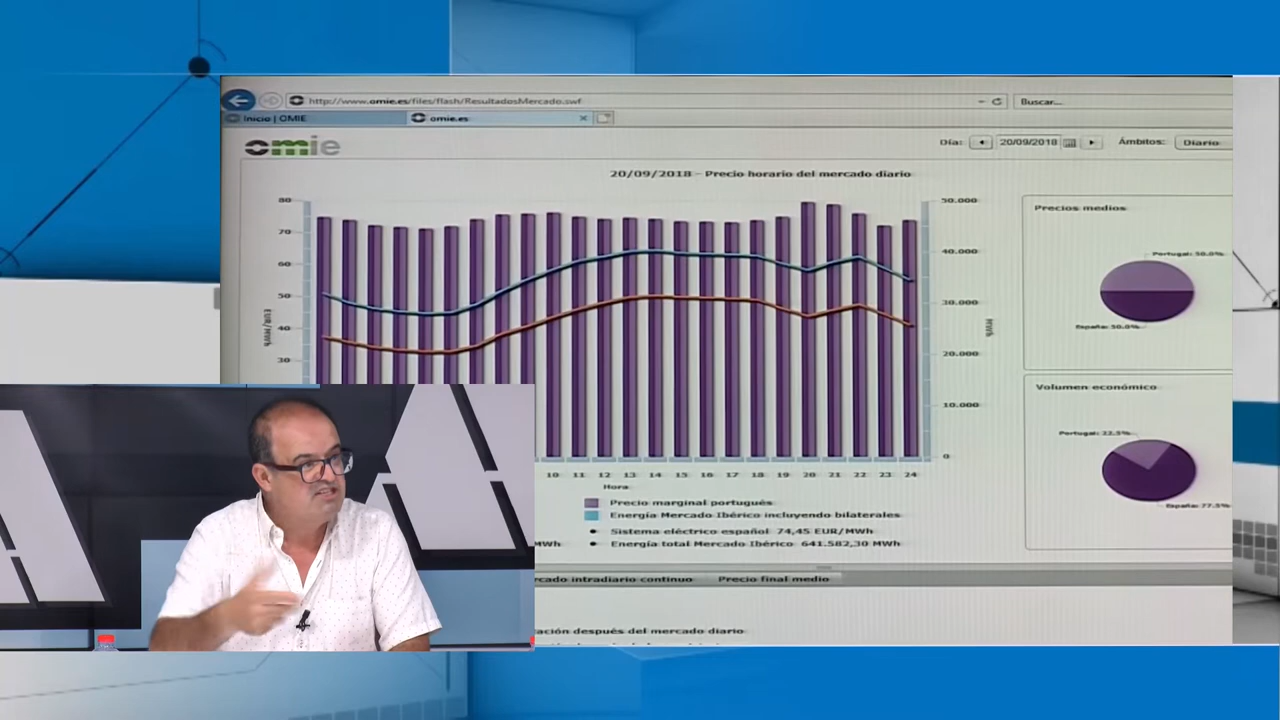 http://www.omie.es/files/flash/ResultadosMercado.swf
Buscar...
Inicio | OMIE
omie.es
omie
Día:
20/09/2018
Ámbitos:
Diario
20/09/2018 - Precio horario del mercado diario
80
70
60
50
40
30
EUR/MWh
50.000
40.000
30.000
20.000
10.000
0
MWh
10 11 12 13 14 15 16 17 18 19 20 21 22 23 24
Hora
Precio marginal portugués
Energía Mercado Ibérico incluyendo bilaterales
Sistema eléctrico español 74,45 EUR/MWh
MWh
Energía total Mercado Ibérico 641.582,30 MWh
Precios medios
Portugal: 50.0%
España: 50.0%
Volumen económico
Portugal: 22.5%
España: 77.5%
rcado intradiario continuo
Precio final medio
ación después del mercado diario